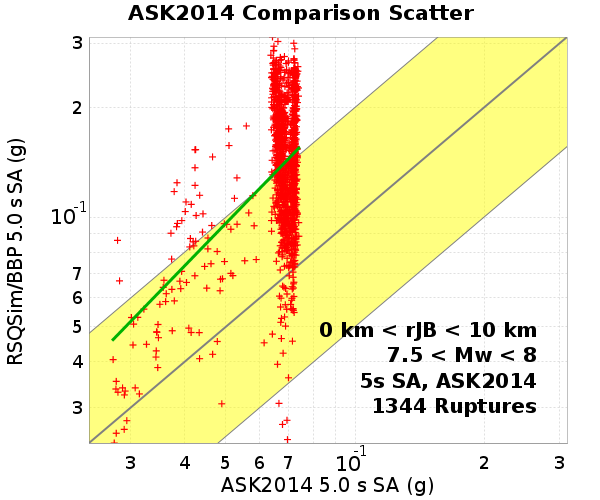 ASK2014 Comparison Scatter
RSQSim/BBP 5.0 s SA (g)
3
2
10⁻¹
7
6
5
4
3
0 km < rJB < 10 km
7.5 < Mw < 8
5s SA, ASK2014
1344 Ruptures
3 4 5 6 7 10⁻¹ 2 3
ASK2014 5.0 s SA (g)